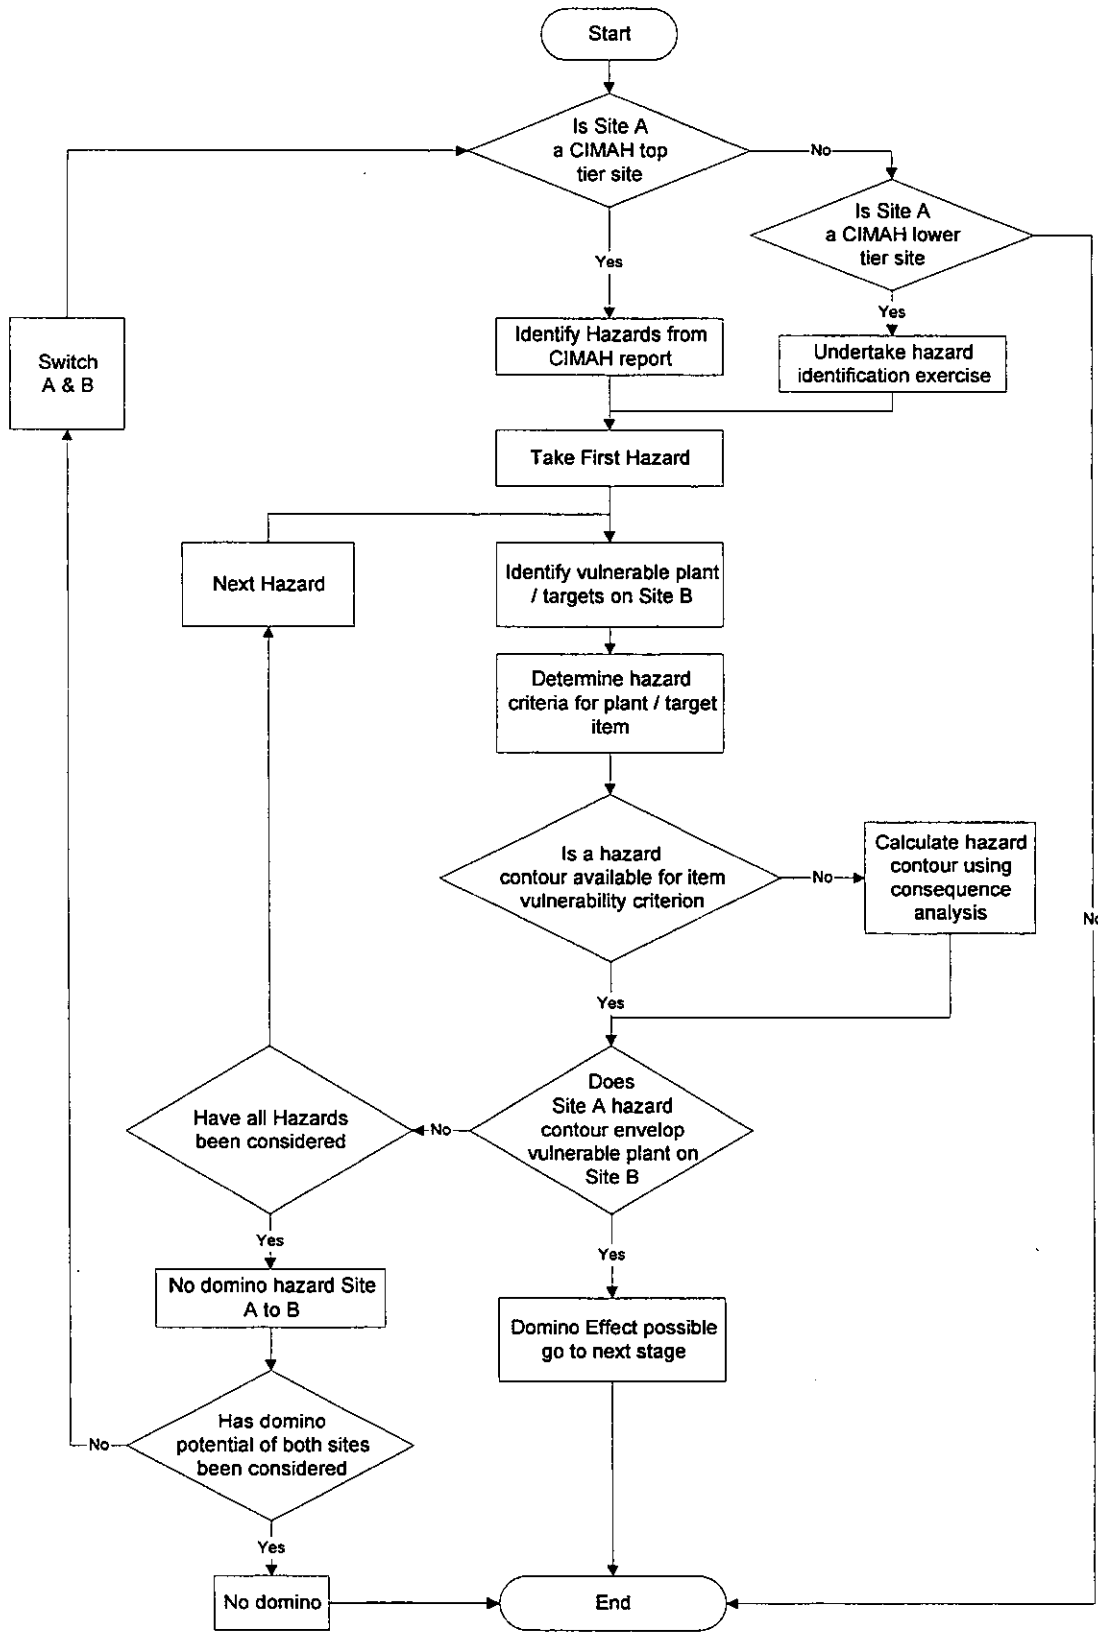 Start
Is Site A
a CIMAH top
tier site
No
Is Site A
a CIMAH lower
tier site
Yes
Yes
Identify Hazards from
CIMAH report
Undertake hazard
identification exercise
Switch
A & B
Take First Hazard
Next Hazard
Identify vulnerable plant
/ targets on Site B
Determine hazard
criteria for plant / target
item
Is a hazard
contour available for item
vulnerability criterion
No
Calculate hazard
contour using
consequence
analysis
No
Yes
Does
Site A hazard
contour envelop
vulnerable plant on
Site B
No
Have all Hazards
been considered
Yes
Yes
No domino hazard Site
A to B
Domino Effect possible
go to next stage
Has domino
potential of both sites
been considered
No
Yes
No domino
End